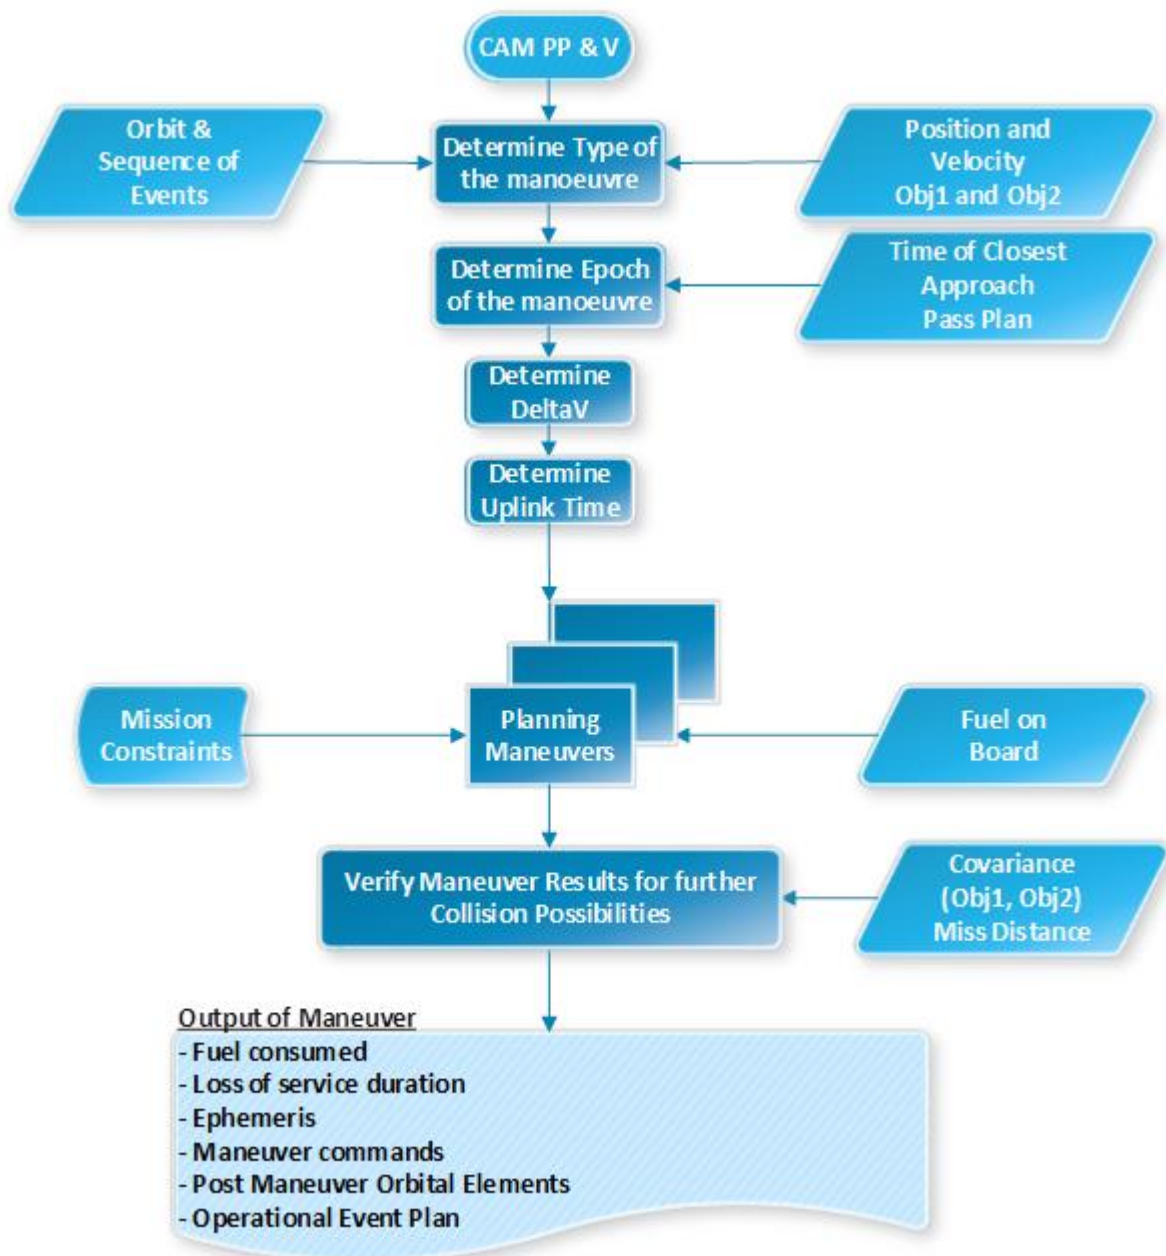 CAM PP & V
Orbit &
Sequence of
Events
Determine Type of
the manoeuvre
Position and
Velocity
Obj1 and Obj2
Determine Epoch
of the manoeuvre
Time of Closest
Approach
Pass Plan
Determine
DeltaV
Determine
Uplink Time
Mission
Constraints
Planning
Maneuvers
Fuel on
Board
Verify Maneuver Results for further
Collision Possibilities
Covariance
(Obj1, Obj2)
Miss Distance
Output of Maneuver
- Fuel consumed
- Loss of service duration
- Ephemeris
- Maneuver commands
- Post Maneuver Orbital Elements
- Operational Event Plan